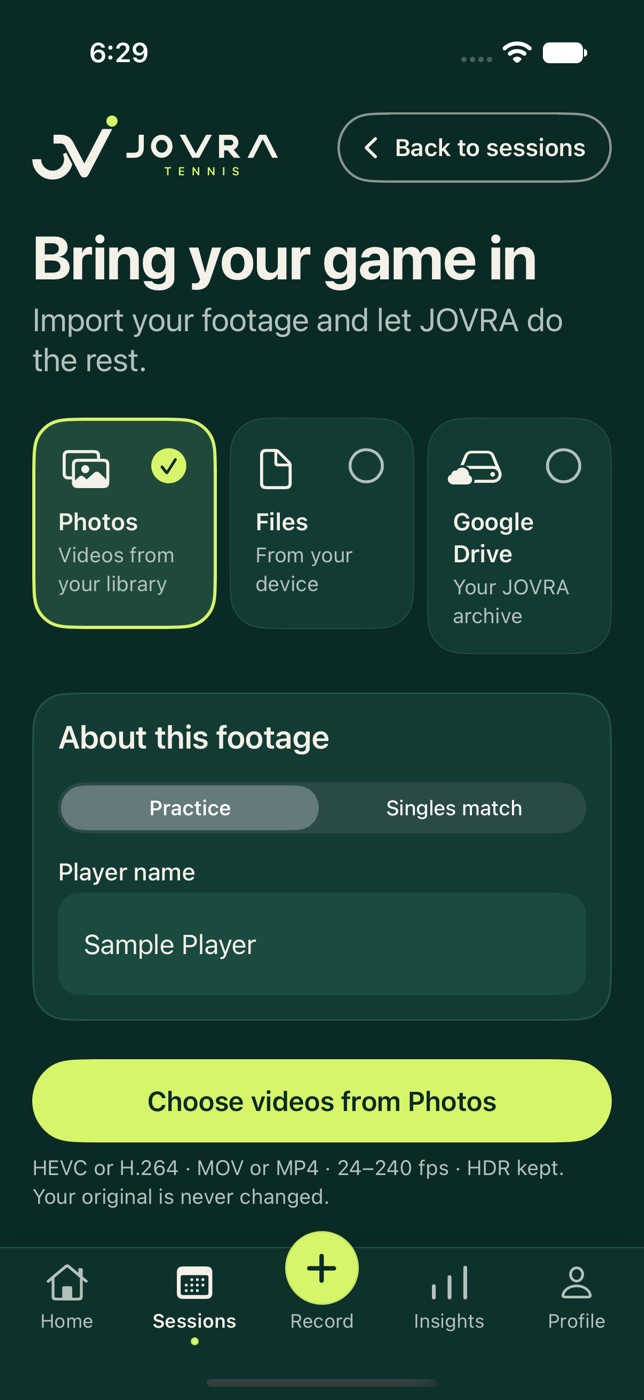 6:29
JOVRA
TENNIS
Back to sessions
Bring your game in
Import your footage and let JOVRA do
the rest.
Photos
Videos from
your library
Files
From your
device
Google
Drive
Your JOVRA
archive
About this footage
Practice
Singles match
Player name
Sample Player
Choose videos from Photos
HEVC or H.264 · MOV or MP4 · 24–240 fps · HDR kept.
Your original is never changed.
Home
Sessions
Record
Insights
Profile